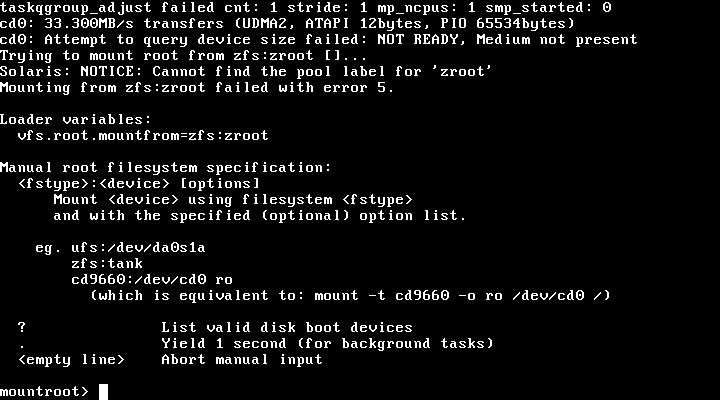 taskqgroup_adjust failed cnt: 1 stride: 1 mp_ncpus: 1 smp_started: 0
cd0: 33.300MB/s transfers (UDMA2, ATAPI 12bytes, PIO 65534bytes)
cd0: Attempt to query device size failed: NOT READY, Medium not present
Trying to mount root from zfs:zroot []...
Solaris: NOTICE: Cannot find the pool label for 'zroot'
Mounting from zfs:zroot failed with error 5.

Loader variables:
  vfs.root.mountfrom=zfs:zroot

Manual root filesystem specification:
  <fstype>:<device> [options]
      Mount <device> using filesystem <fstype>
      and with the specified (optional) option list.

    eg. ufs:/dev/da0s1a
        zfs:tank
        cd9660:/dev/cd0 ro
          (which is equivalent to: mount -t cd9660 -o ro /dev/cd0 /)

  ?               List valid disk boot devices
  .               Yield 1 second (for background tasks)
  <empty line>    Abort manual input

mountroot>